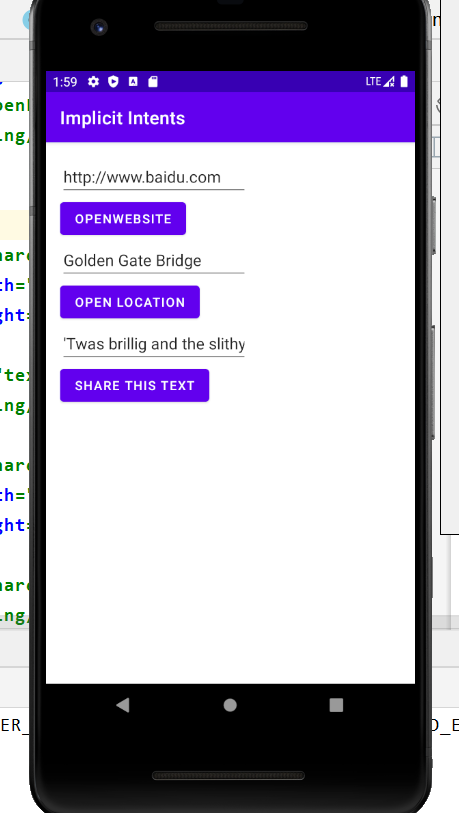 1:59 LTE
Implicit Intents
http://www.baidu.com
OPENWEBSITE
Golden Gate Bridge
OPEN LOCATION
'Twas brillig and the slithy
SHARE THIS TEXT